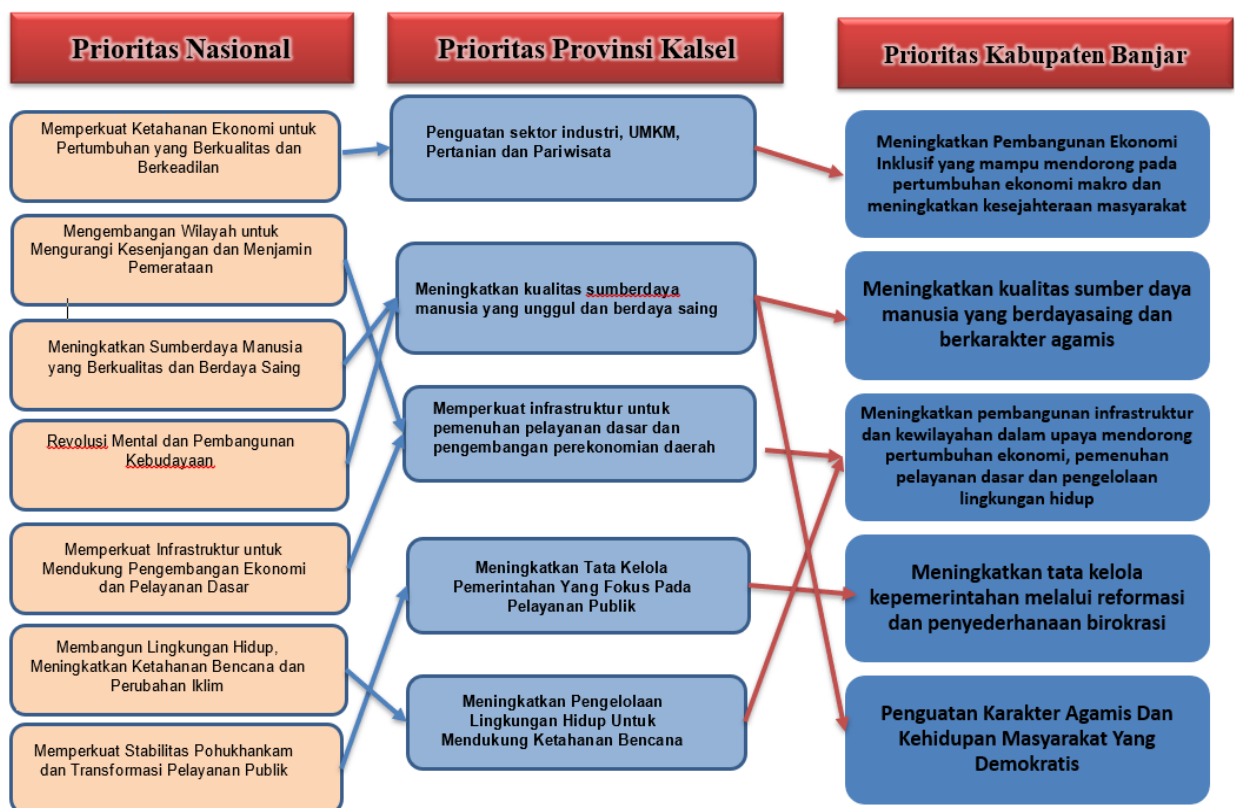 Prioritas Nasional
Memperkuat Ketahanan Ekonomi untuk
Pertumbuhan yang Berkualitas dan
Berkeadilan
Mengembangan Wilayah untuk
Mengurangi Kesenjangan dan Menjamin
Pemerataan
Meningkatkan Sumberdaya Manusia
yang Berkualitas dan Berdaya Saing
Revolusi Mental dan Pembangunan
Kebudayaan
Memperkuat Infrastruktur untuk
Mendukung Pengembangan Ekonomi
dan Pelayanan Dasar
Membangun Lingkungan Hidup,
Meningkatkan Ketahanan Bencana dan
Perubahan Iklim
Memperkuat Stabilitas Pohukhankam
dan Transformasi Pelayanan Publik
Prioritas Provinsi Kalsel
Penguatan sektor industri, UMKM,
Pertanian dan Pariwisata
Meningkatkan kualitas sumberdaya
manusia yang unggul dan berdaya saing
Memperkuat infrastruktur untuk
pemenuhan pelayanan dasar dan
pengembangan perekonomian daerah
Meningkatkan Tata Kelola
Pemerintahan Yang Fokus Pada
Pelayanan Publik
Meningkatkan Pengelolaan
Lingkungan Hidup Untuk
Mendukung Ketahanan Bencana
Prioritas Kabupaten Banjar
Meningkatkan Pembangunan Ekonomi
Inklusif yang mampu mendorong pada
pertumbuhan ekonomi makro dan
meningkatkan kesejahteraan masyarakat
Meningkatkan kualitas sumber daya
manusia yang berdayasaing dan
berkarakter agamis
Meningkatkan pembangunan infrastruktur
dan kewilayahan dalam upaya mendorong
pertumbuhan ekonomi, pemenuhan
pelayanan dasar dan pengelolaan
lingkungan hidup
Meningkatkan tata kelola
kepemerintahan melalui reformasi
dan penyederhanaan birokrasi
Penguatan Karakter Agamis Dan
Kehidupan Masyarakat Yang
Demokratis